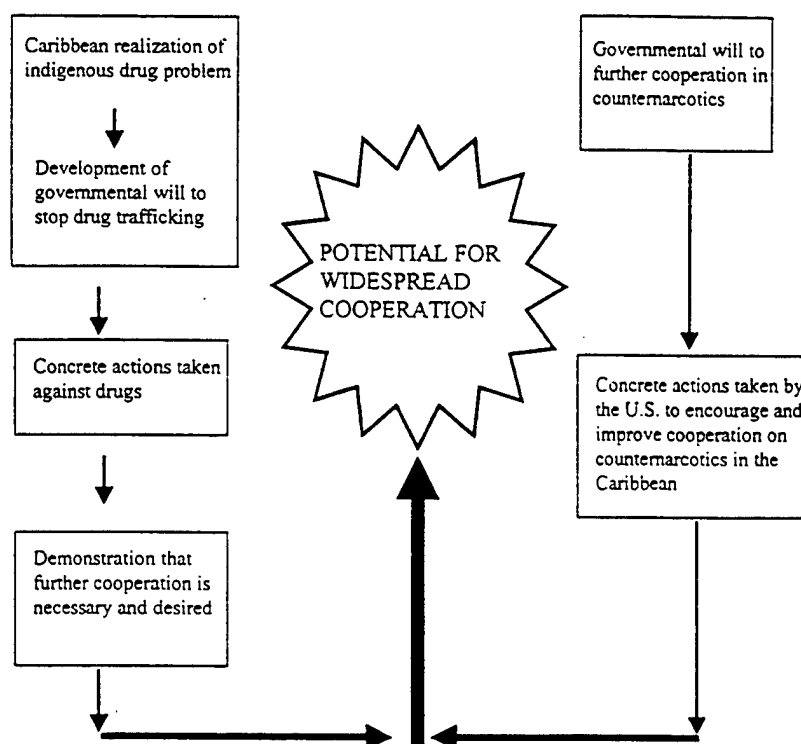 Caribbean realization of
indigenous drug problem
Development of
governmental will to
stop drug trafficking
Concrete actions taken
against drugs
Demonstration that
further cooperation is
necessary and desired
POTENTIAL FOR
WIDESPREAD
COOPERATION
Governmental will to
further cooperation in
counternarcotics
Concrete actions taken by
the U.S. to encourage and
improve cooperation on
counternarcotics in the
Caribbean